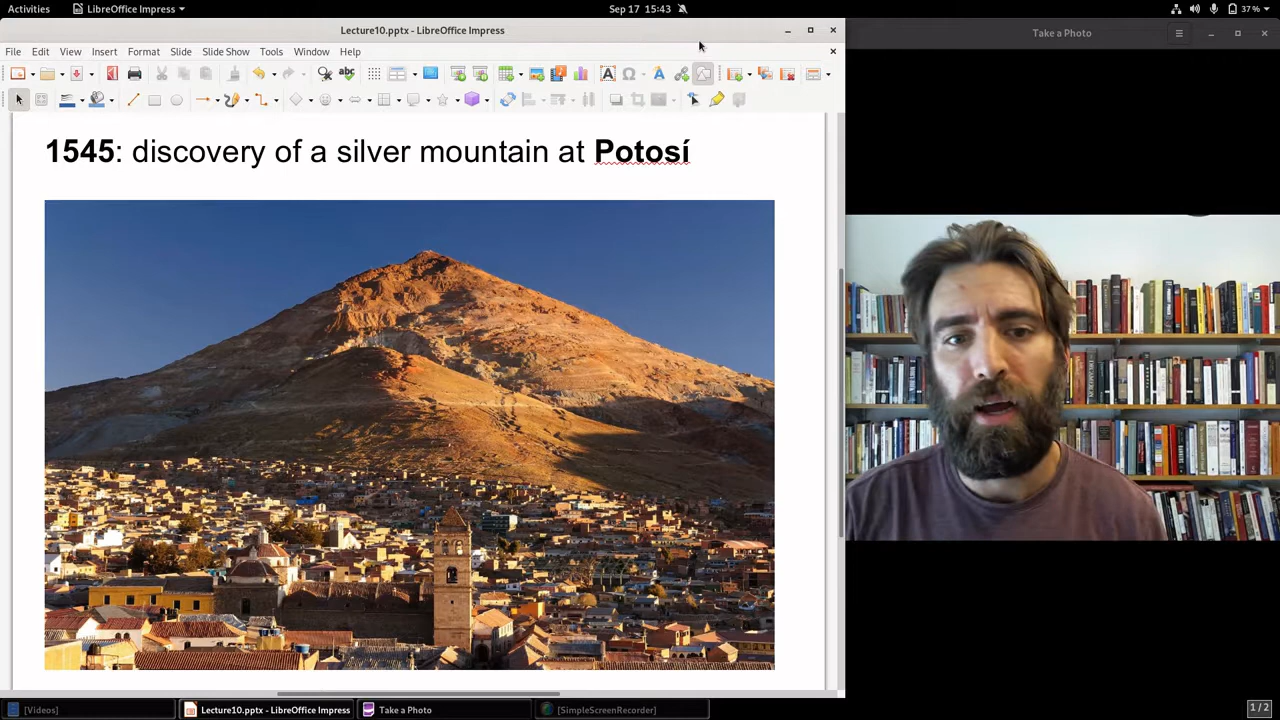 Activities LibreOffice Impress Sep 17 15:43 37 %
Lecture10.pptx - LibreOffice Impress
Take a Photo
File Edit View Insert Format Slide Slide Show Tools Window Help
abc
1545: discovery of a silver mountain at Potosí
[Videos] Lecture10.pptx - LibreOffice Impress Take a Photo [SimpleScreenRecorder] 1 / 2